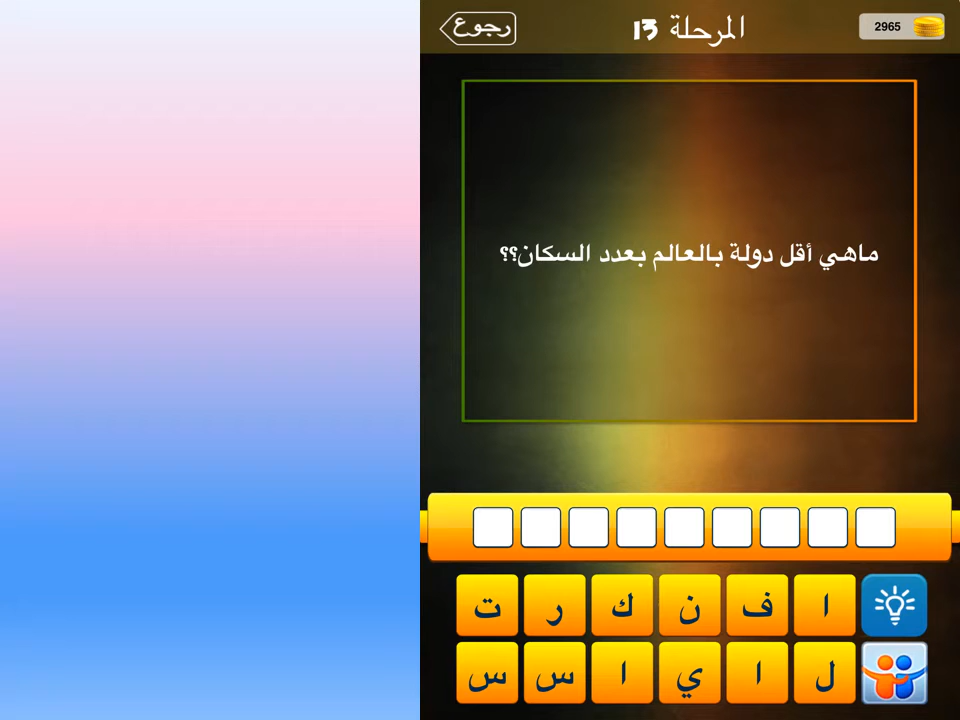 رجوع المرحلة 13 2965
ماهي أقل دولة بالعالم بعدد السكان؟؟
ا ف ن ك ر ت
ل ا ي ا س س